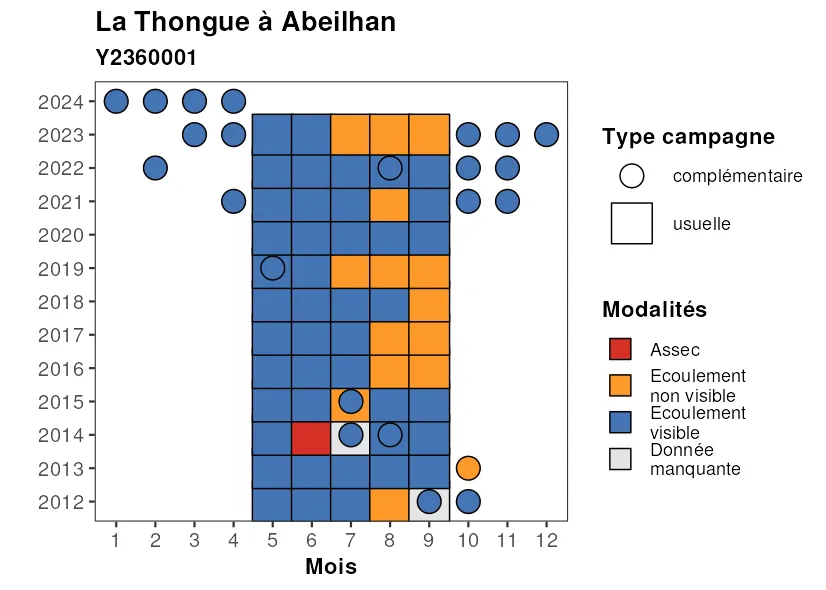 La Thongue à Abeilhan
Y2360001
2024
2023
2022
2021
2020
2019
2018
2017
2016
2015
2014
2013
2012
1 2 3 4 5 6 7 8 9 10 11 12
Mois
Type campagne
complémentaire
usuelle
Modalités
Assec
Ecoulement
non visible
Ecoulement
visible
Donnée
manquante